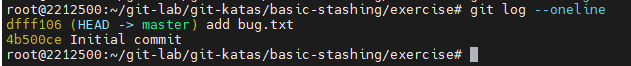 root@2212500:~/git-lab/git-katas/basic-stashing/exercise# git log --oneline
dfff106 (HEAD -> master) add bug.txt
4b500ce Initial commit
root@2212500:~/git-lab/git-katas/basic-stashing/exercise#